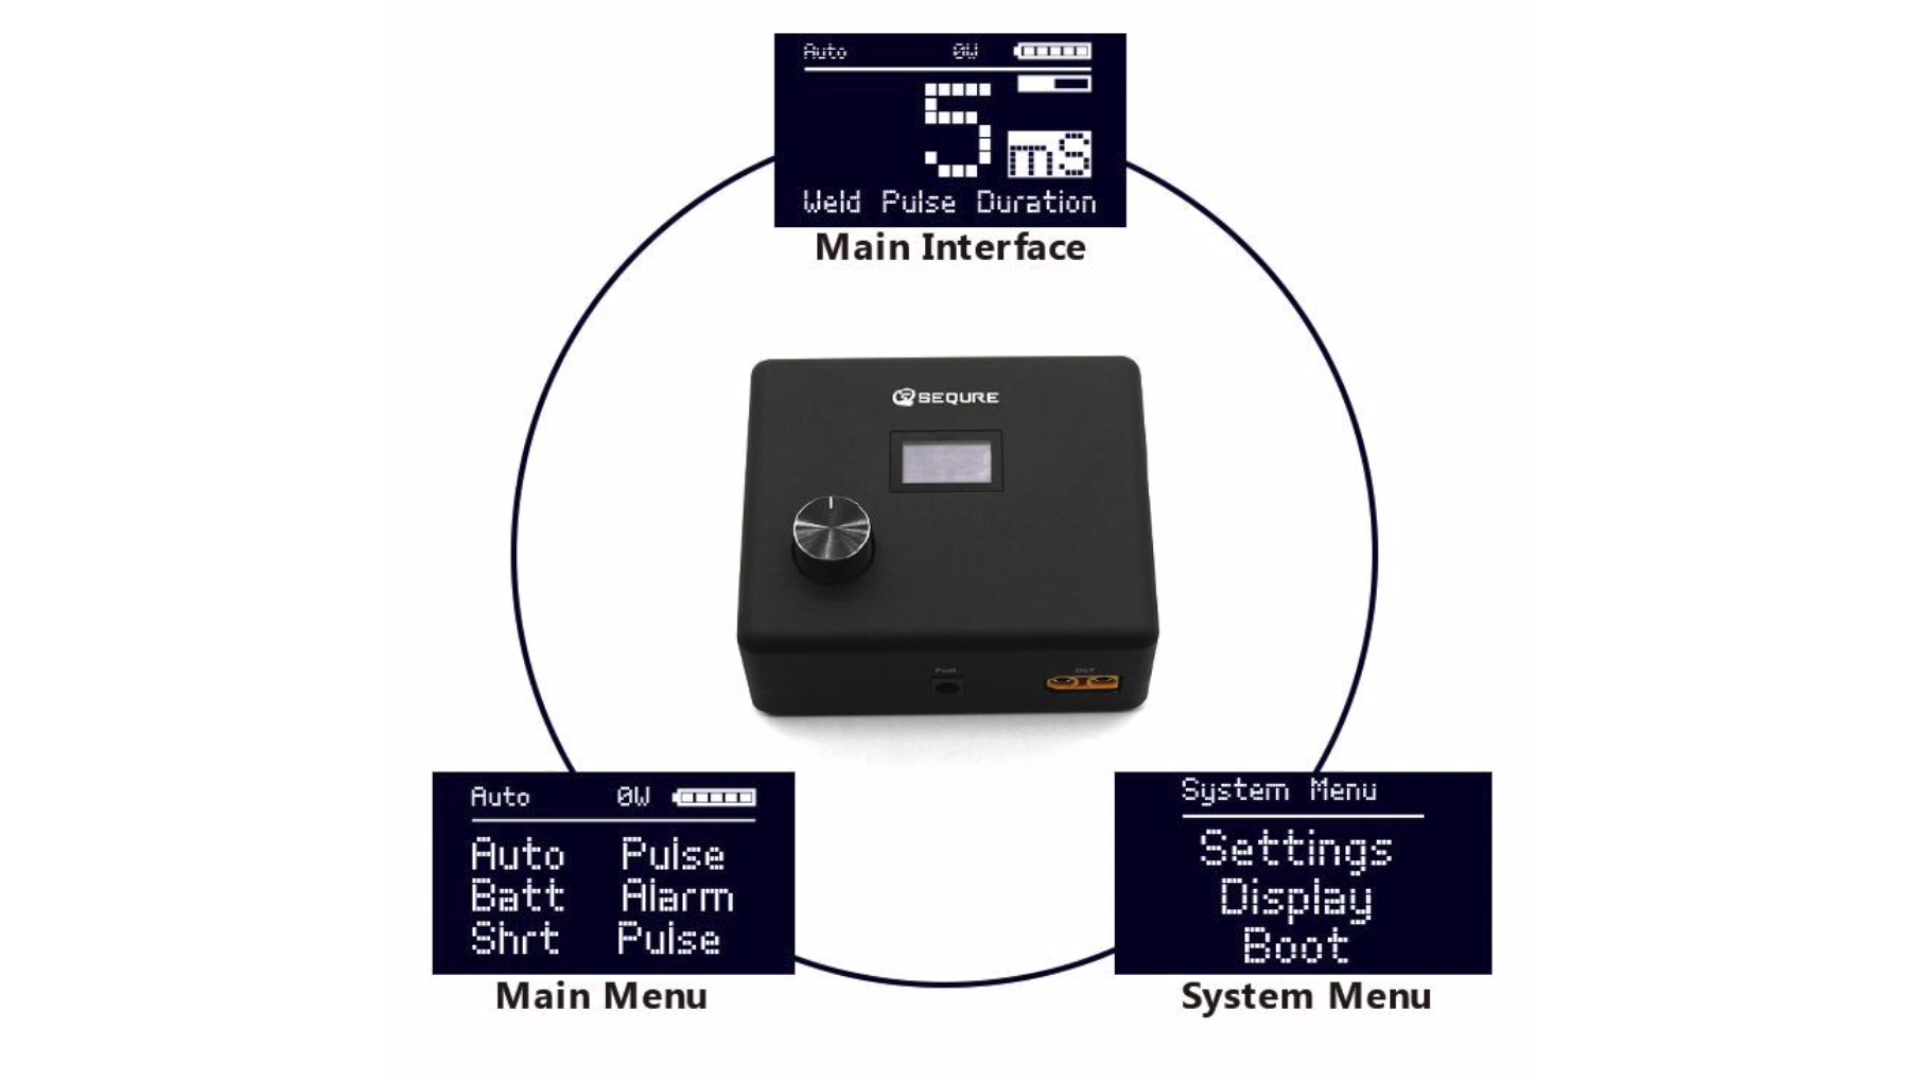 Auto 0W
5 mS
Weld Pulse Duration
Main Interface
SEQURE
OUT
Auto 0W
Auto Pulse
Batt Alarm
Shrt Pulse
Main Menu
System Menu
Settings
Display
Boot
System Menu